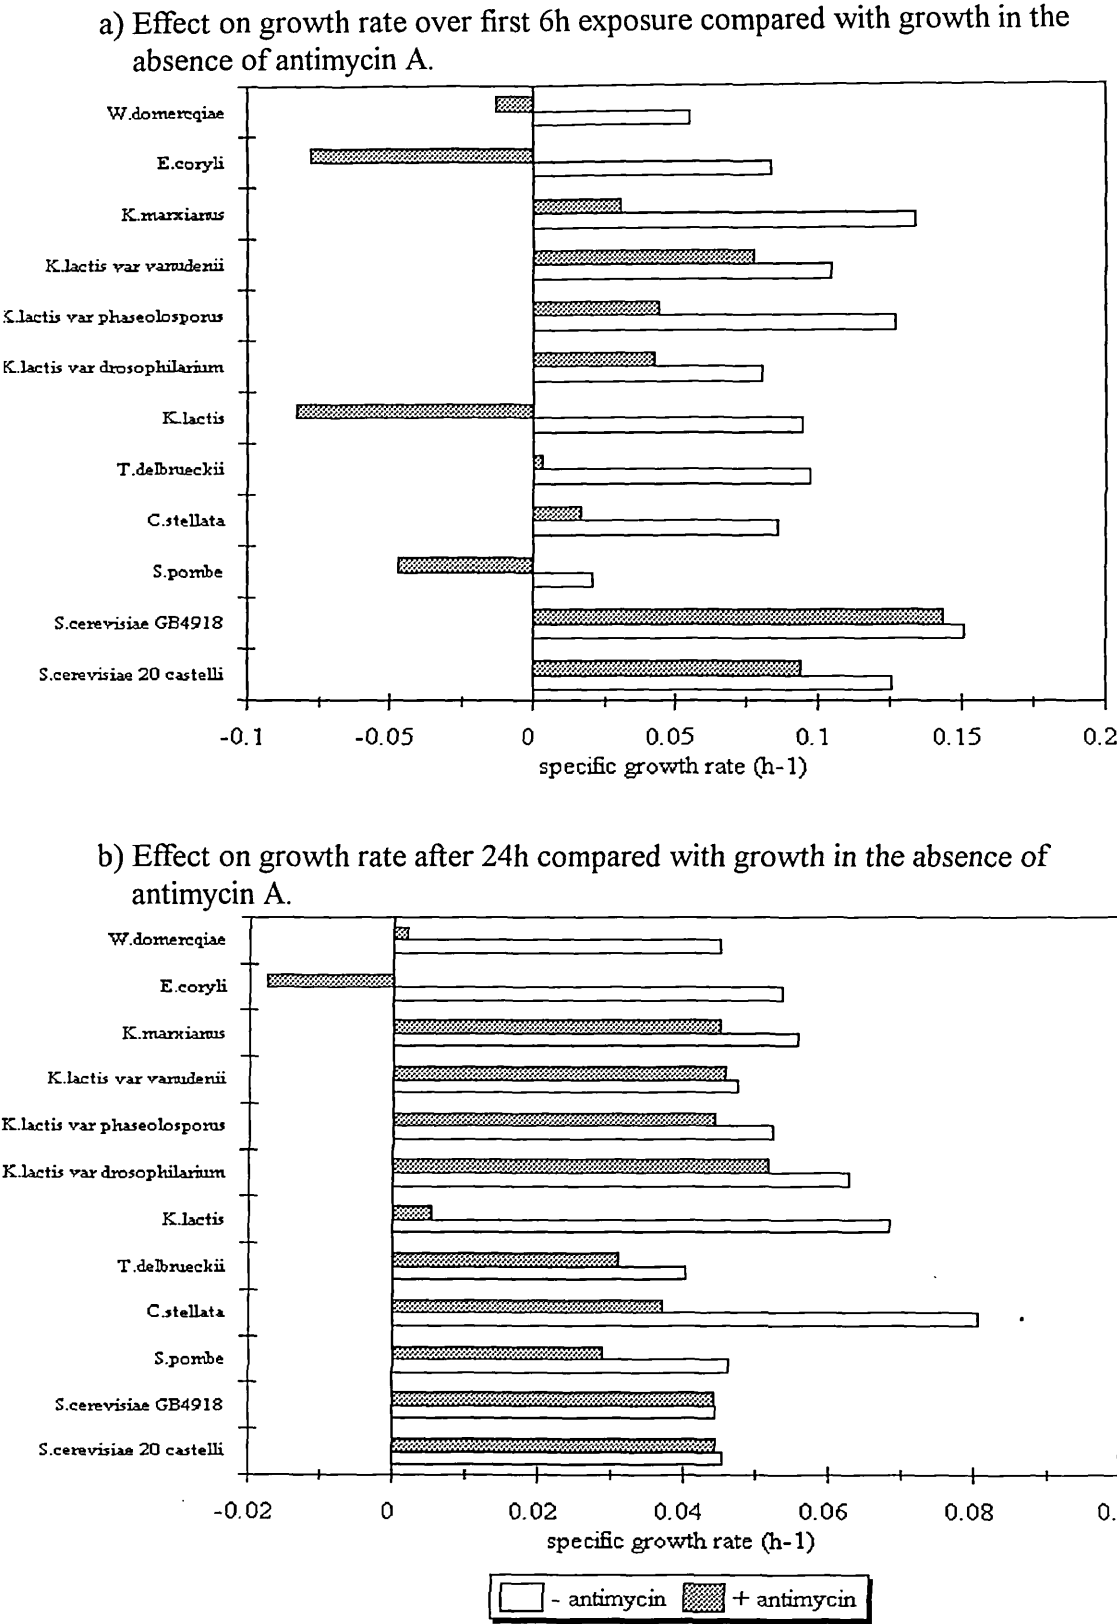 a) Effect on growth rate over first 6h exposure compared with growth in the
absence of antimycin A.
W.domercqiae
E.coryli
K.marxianus
K.lactis var vanudenii
K.lactis var phaseolosporus
K.lactis var drosophilarium
K.lactis
T.delbrueckii
C.stellata
S.pombe
S.cerevisiae GB4918
S.cerevisiae 20 castelli
-0.1 -0.05 0 0.05 0.1 0.15 0.2
specific growth rate (h-1)
b) Effect on growth rate after 24h compared with growth in the absence of
antimycin A.
W.domercqiae
E.coryli
K.marxianus
K.lactis var vanudenii
K.lactis var phaseolosporus
K.lactis var drosophilarium
K.lactis
T.delbrueckii
C.stellata
S.pombe
S.cerevisiae GB4918
S.cerevisiae 20 castelli
-0.02 0 0.02 0.04 0.06 0.08 0.
specific growth rate (h-1)
- antimycin + antimycin